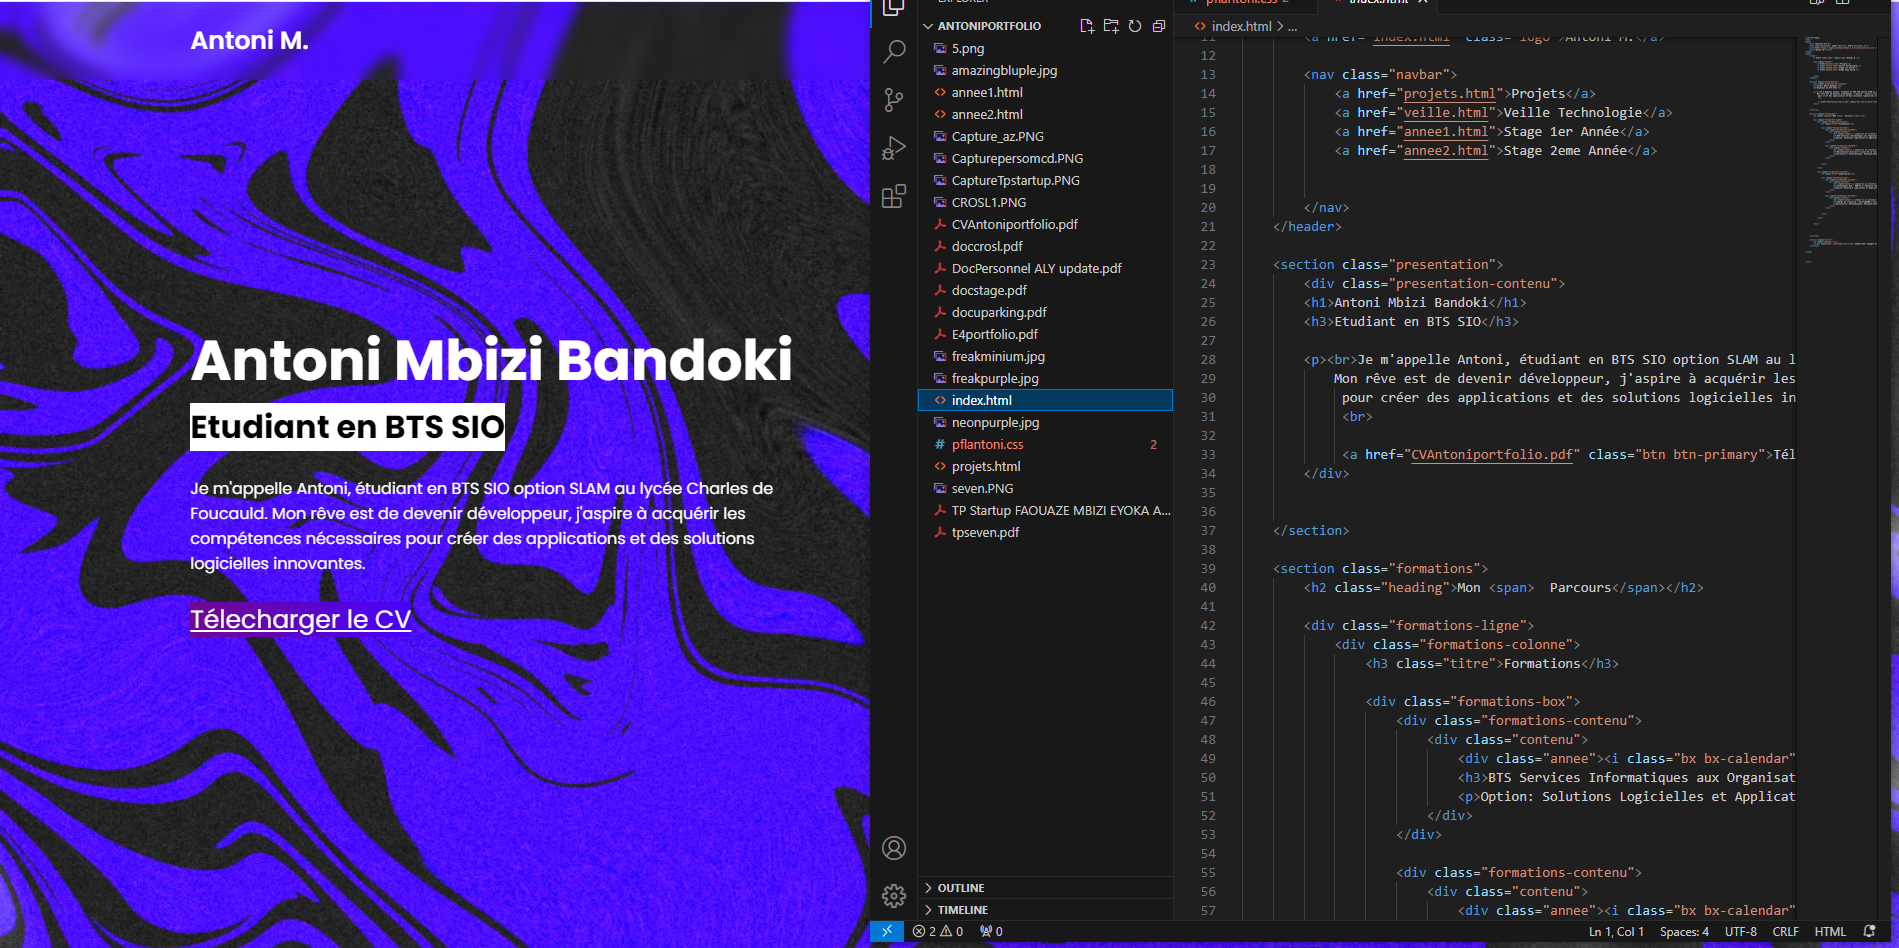 Antoni M.
Antoni Mbizi Bandoki
Etudiant en BTS SIO
Je m'appelle Antoni, étudiant en BTS SIO option SLAM au lycée Charles de
Foucauld. Mon rêve est de devenir développeur, j'aspire à acquérir les
compétences nécessaires pour créer des applications et des solutions
logicielles innovantes.
Télecharger le CV
EXPLORER
ANTONIPORTFOLIO
5.png
amazingbluple.jpg
annee1.html
annee2.html
Capture_az.PNG
Capturepersomcd.PNG
CaptureTpstartup.PNG
CROSL1.PNG
CVAntoniportfolio.pdf
doccrosl.pdf
DocPersonnel ALY update.pdf
docstage.pdf
docuparking.pdf
E4portfolio.pdf
freakminium.jpg
freakpurple.jpg
index.html
neonpurple.jpg
pflantoni.css 2
projets.html
seven.PNG
TP Startup FAOUAZE MBIZI EYOKA A...
tpseven.pdf
OUTLINE
TIMELINE
pflantoni.css 2 index.html
index.html > ...
11 <a href="index.html" class="logo">Antoni M.</a>
12
13 <nav class="navbar">
14 <a href="projets.html">Projets</a>
15 <a href="veille.html">Veille Technologie</a>
16 <a href="annee1.html">Stage 1er Année</a>
17 <a href="annee2.html">Stage 2eme Année</a>
18
19
20 </nav>
21 </header>
22
23 <section class="presentation">
24 <div class="presentation-contenu">
25 <h1>Antoni Mbizi Bandoki</h1>
26 <h3>Etudiant en BTS SIO</h3>
27
28 <p><br>Je m'appelle Antoni, étudiant en BTS SIO option SLAM au l
29 Mon rêve est de devenir développeur, j'aspire à acquérir les
30 pour créer des applications et des solutions logicielles in
31 <br>
32
33 <a href="CVAntoniportfolio.pdf" class="btn btn-primary">Tél
34 </div>
35
36
37 </section>
38
39 <section class="formations">
40 <h2 class="heading">Mon <span> Parcours</span></h2>
41
42 <div class="formations-ligne">
43 <div class="formations-colonne">
44 <h3 class="titre">Formations</h3>
45
46 <div class="formations-box">
47 <div class="formations-contenu">
48 <div class="contenu">
49 <div class="annee"><i class="bx bx-calendar"
50 <h3>BTS Services Informatiques aux Organisat
51 <p>Option: Solutions Logicielles et Applicat
52 </div>
53 </div>
54
55 <div class="formations-contenu">
56 <div class="contenu">
57 <div class="annee"><i class="bx bx-calendar"
2 0 0 Ln 1, Col 1 Spaces: 4 UTF-8 CRLF HTML